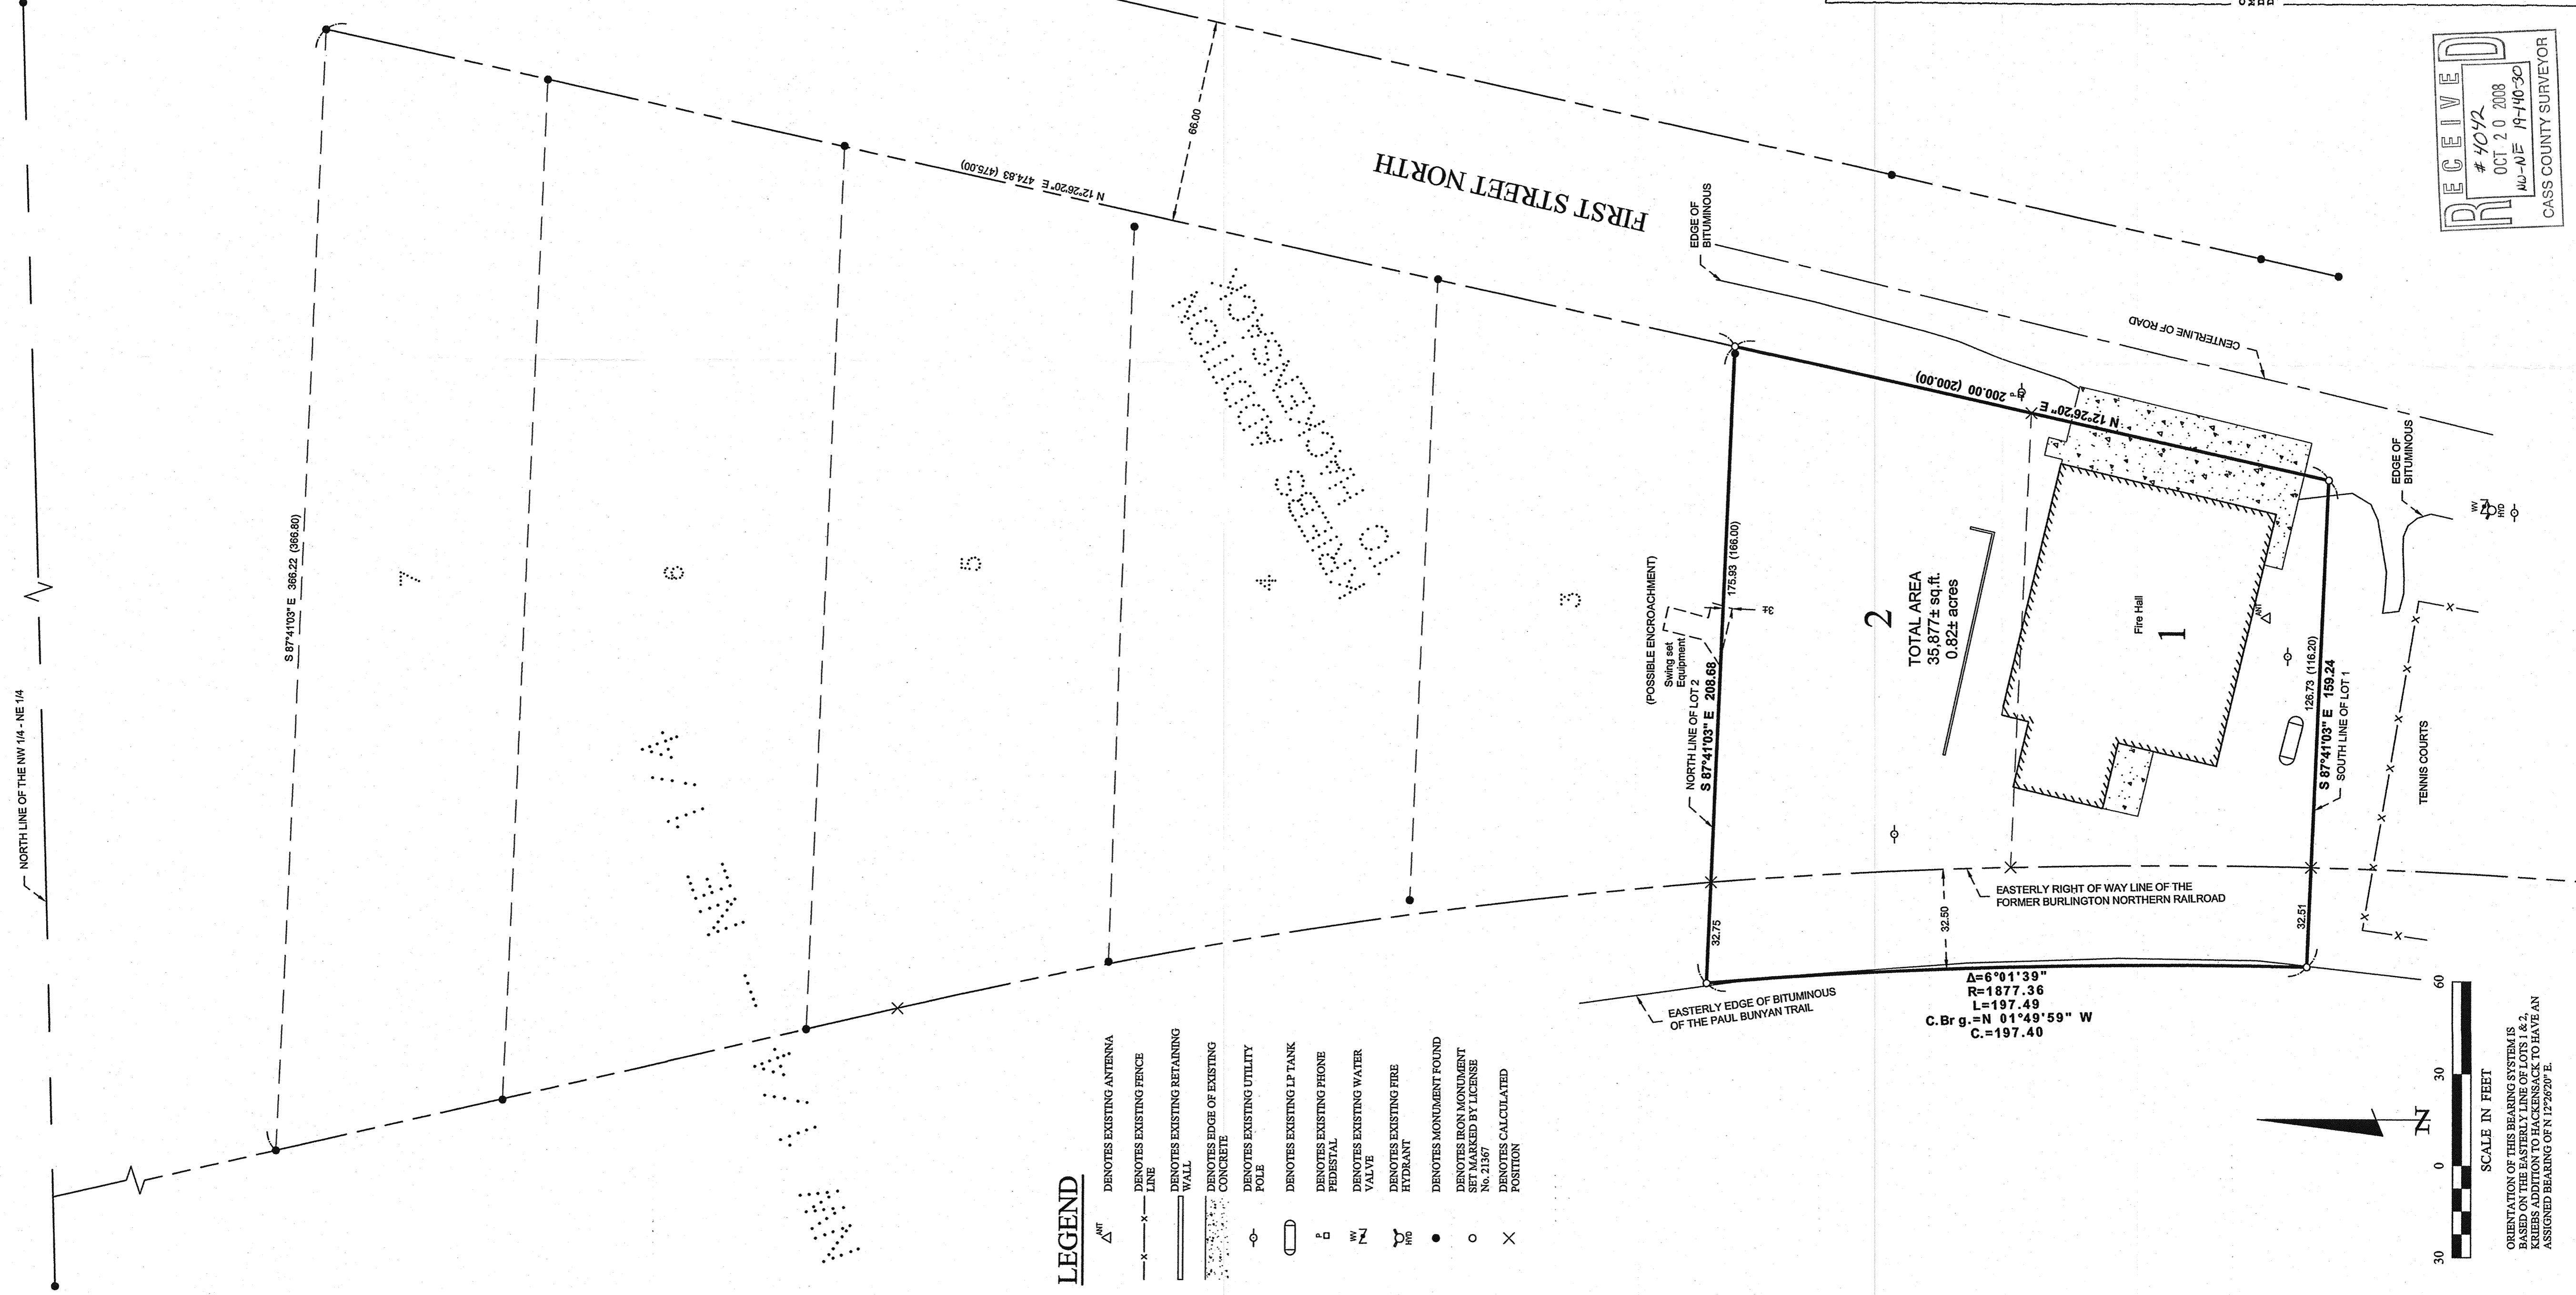 NORTH LINE OF THE NW 1/4 - NE 1/4
S 87°41'03" E 366.22 (366.80)
N 12°26'20" E 474.83 (475.00)
66.00
FIRST STREET NORTH
7
6
5
4
3
KRIEBS ADDITION
TO HACKENSACK
EDGE OF
BITUMINOUS
CENTERLINE OF ROAD
(POSSIBLE ENCROACHMENT)
Swing set
Equipment
NORTH LINE OF LOT 2
S 87°41'03" E 208.68
175.93 (166.00)
3±
32.75
N 12°26'20" E 200.00 (200.00)
P
2
TOTAL AREA
35,877± sq.ft.
0.82± acres
Fire Hall
1
ANT
126.73 (116.20)
S 87°41'03" E 159.24
SOUTH LINE OF LOT 1
32.51
32.50
EASTERLY RIGHT OF WAY LINE OF THE
FORMER BURLINGTON NORTHERN RAILROAD
EASTERLY EDGE OF BITUMINOUS
OF THE PAUL BUNYAN TRAIL
Δ=6°01'39"
R=1877.36
L=197.49
C.Brg.=N 01°49'59" W
C.=197.40
EDGE OF
BITUMINOUS
WV
HYD
TENNIS COURTS
LEGEND
ANT
DENOTES EXISTING ANTENNA
DENOTES EXISTING FENCE
LINE
DENOTES EXISTING RETAINING
WALL
DENOTES EDGE OF EXISTING
CONCRETE
DENOTES EXISTING UTILITY
POLE
DENOTES EXISTING LP TANK
P
DENOTES EXISTING PHONE
PEDESTAL
WV
DENOTES EXISTING WATER
VALVE
HYD
DENOTES EXISTING FIRE
HYDRANT
DENOTES MONUMENT FOUND
DENOTES IRON MONUMENT
SET MARKED BY LICENSE
No. 21367
DENOTES CALCULATED
POSITION
N
30 0 30 60
SCALE IN FEET
ORIENTATION OF THIS BEARING SYSTEM IS
BASED ON THE EASTERLY LINE OF LOTS 1 & 2,
KRIEBS ADDITION TO HACKENSACK TO HAVE AN
ASSIGNED BEARING OF N 12°26'20" E.
RECEIVED
# 4042
OCT 20 2008
NW-NE 19-140-30
CASS COUNTY SURVEYOR